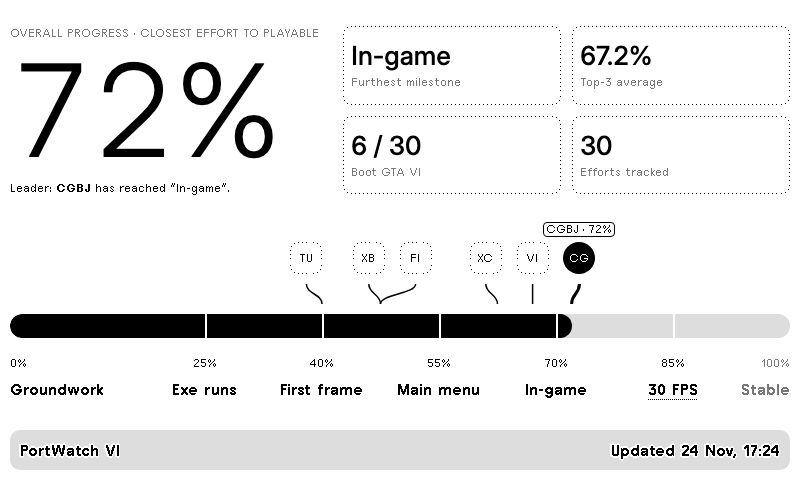 OVERALL PROGRESS · CLOSEST EFFORT TO PLAYABLE
72%
Leader: CGBJ has reached “In-game”.
In-game
Furthest milestone
67.2%
Top-3 average
6 / 30
Boot GTA VI
30
Efforts tracked
CGBJ · 72%
TU XB FI XC VI CG
0% 25% 40% 55% 70% 85% 100%
Groundwork Exe runs First frame Main menu In-game 30 FPS Stable
PortWatch VI Updated 24 Nov, 17:24